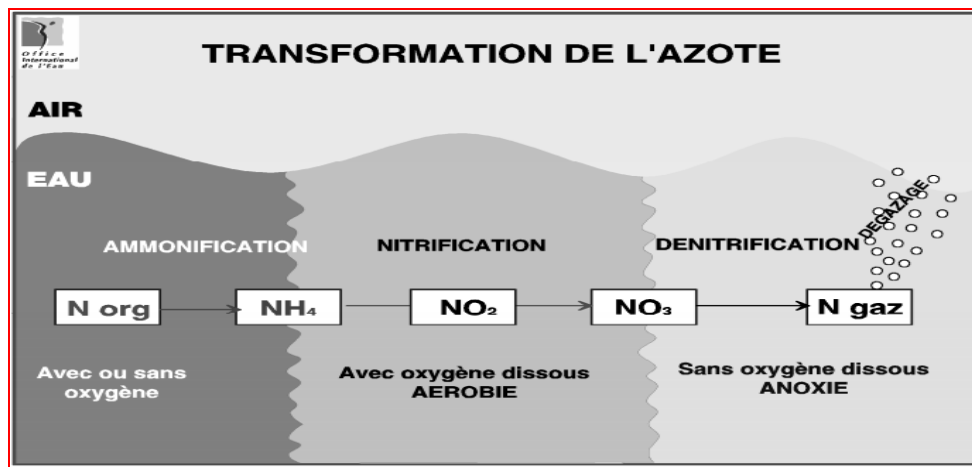 Office
International
de l'Eau
TRANSFORMATION DE L'AZOTE
AIR
EAU
AMMONIFICATION
NITRIFICATION
DENITRIFICATION
DEGAZAGE
N org
NH₄
NO₂
NO₃
N gaz
Avec ou sans
oxygène
Avec oxygène dissous
AEROBIE
Sans oxygène dissous
ANOXIE